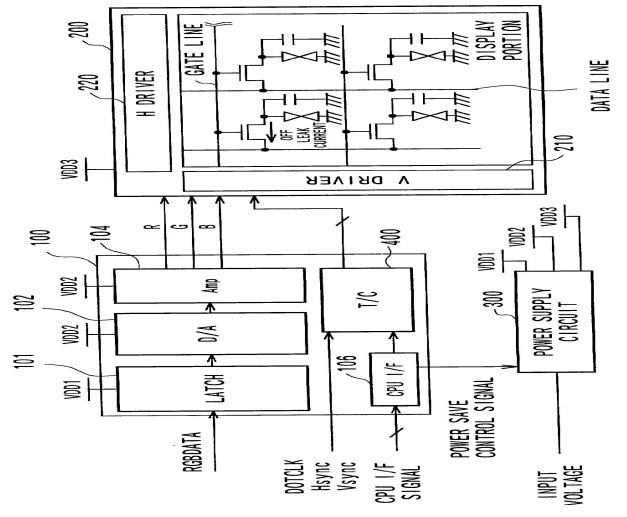 200
220
VDD3
H DRIVER
GATE LINE
OFF
LEAK
CURRENT
DISPLAY
PORTION
V DRIVER
DATA LINE
210
100
104
102
101
VDD2
VDD2
VDD1
R
G
B
Amp
D/A
LATCH
400
T/C
106
CPU I/F
RGBDATA
DOTCLK
Hsync
Vsync
CPU I/F
SIGNAL
POWER SAVE
CONTROL SIGNAL
300
VDD1
VDD2
VDD3
POWER SUPPLY
CIRCUIT
INPUT
VOLTAGE